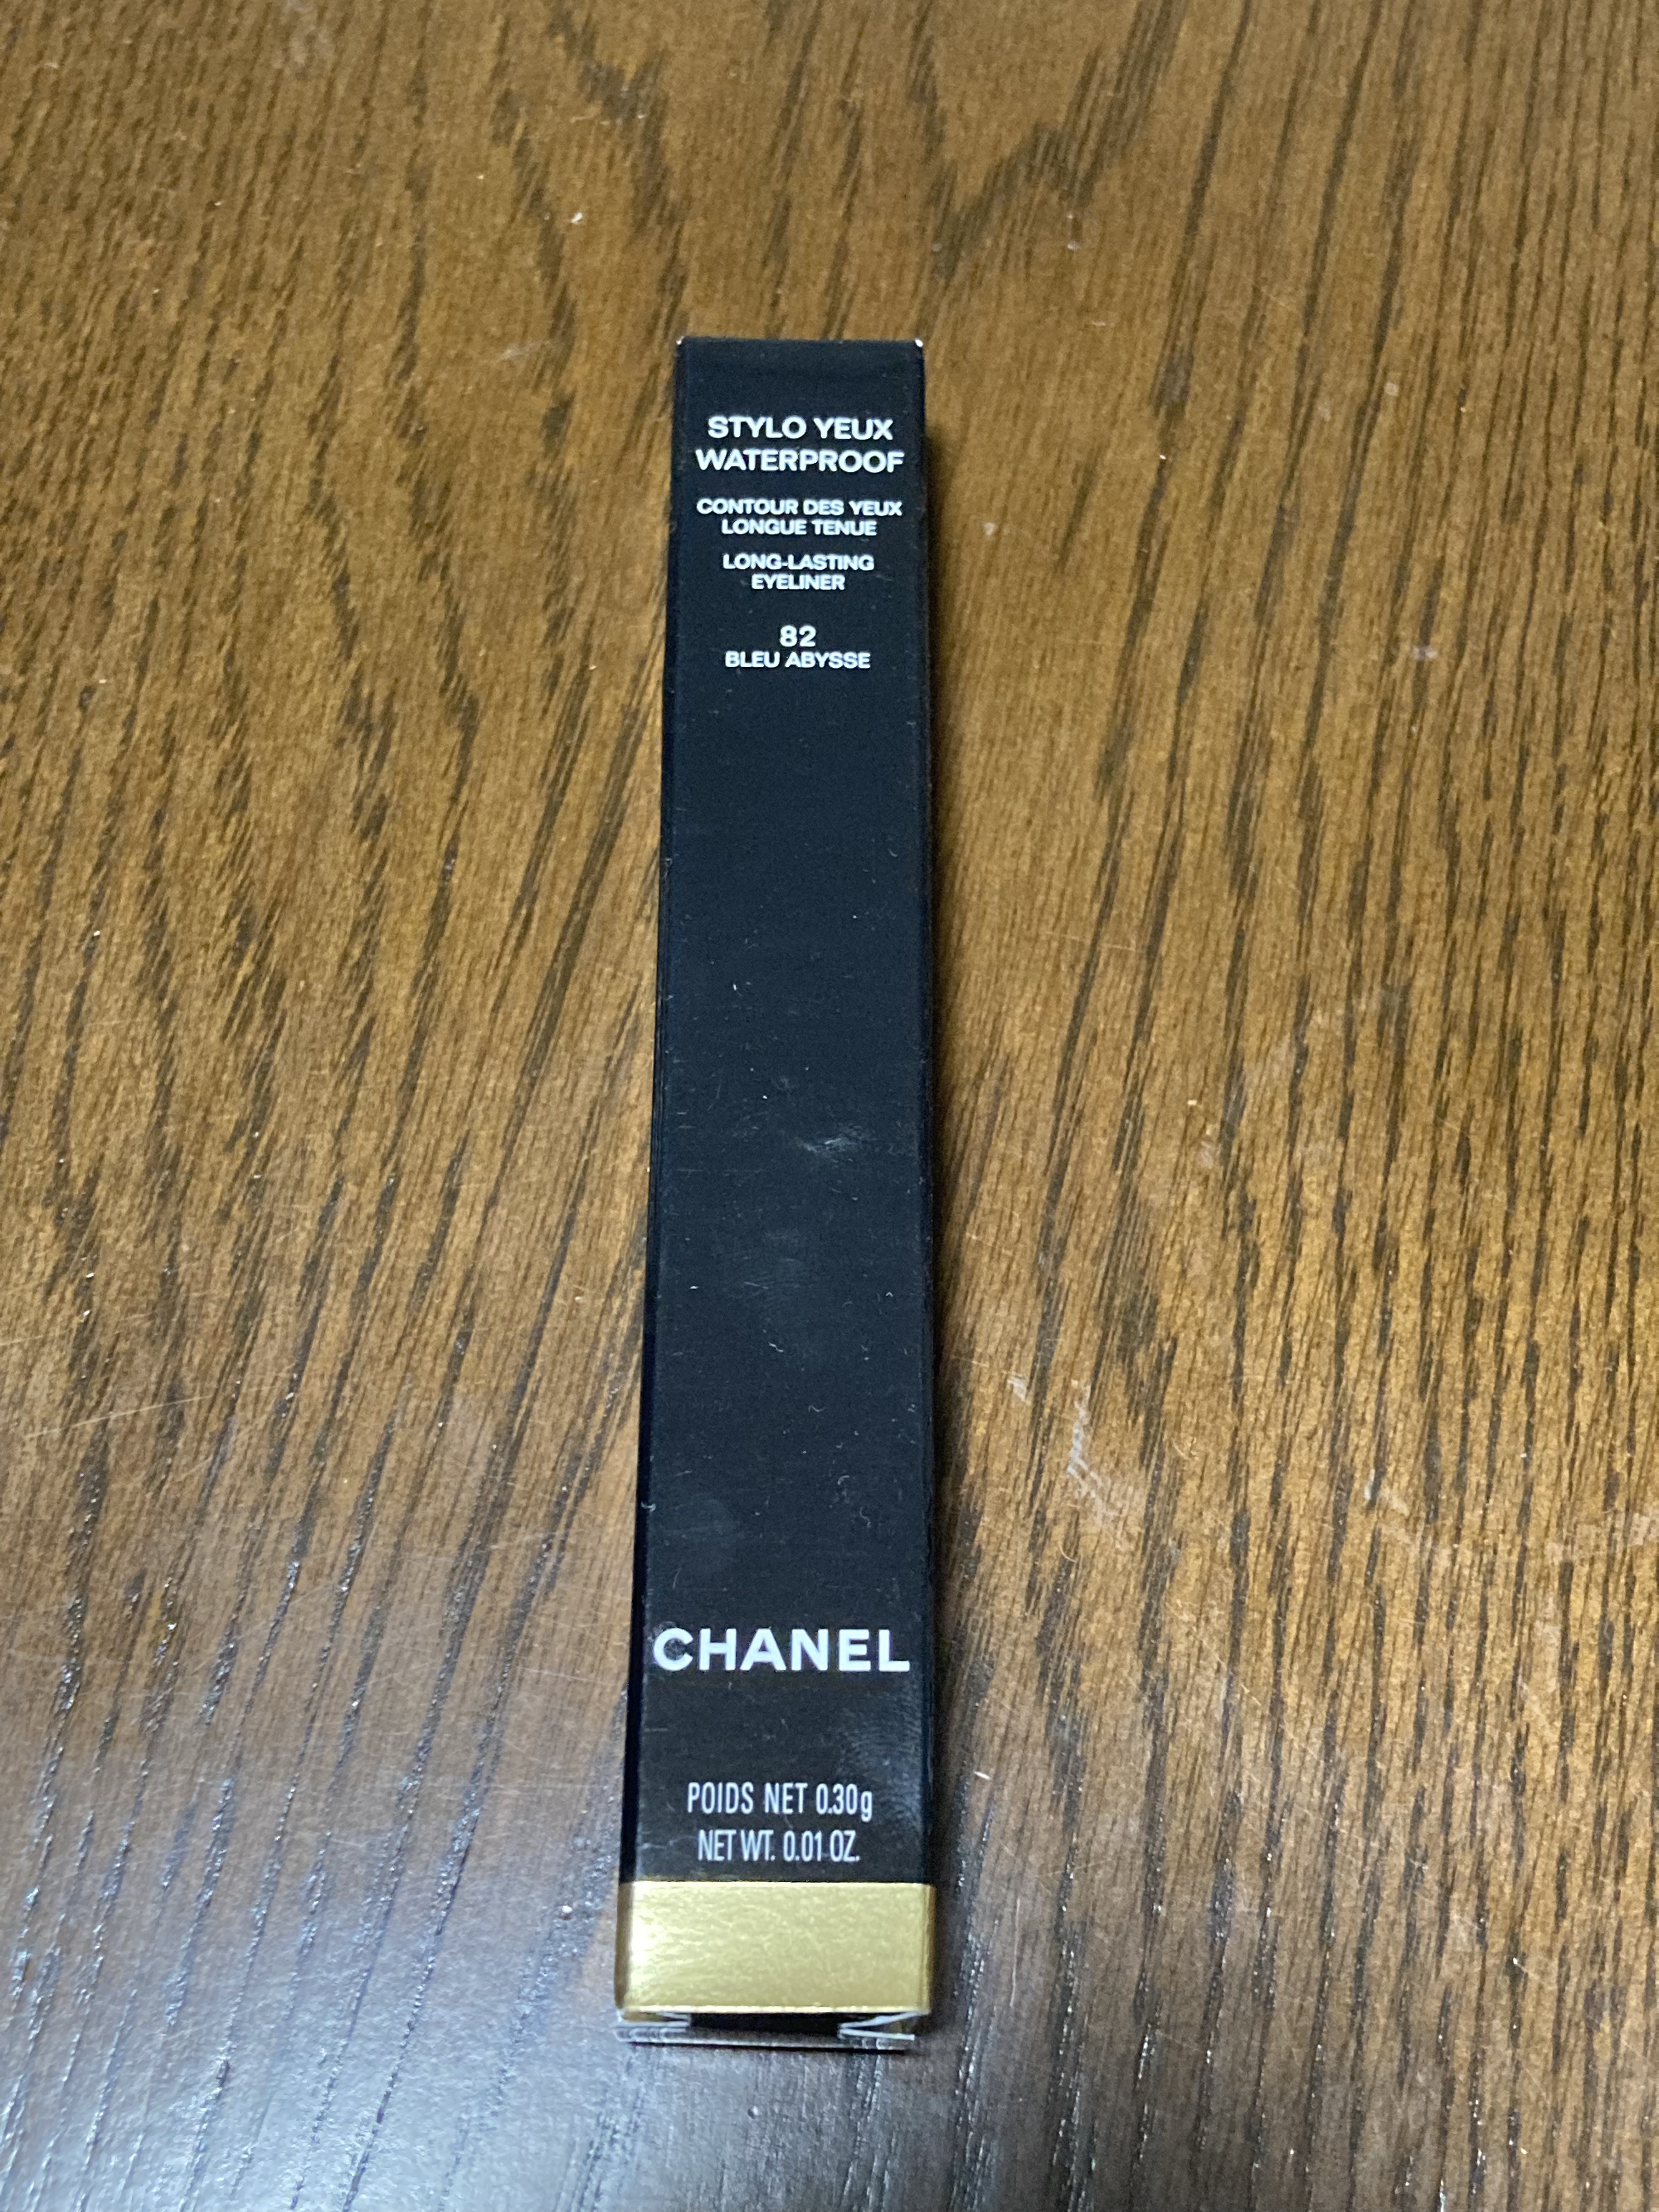 STYLO YEUX
WATERPROOF
CONTOUR DES YEUX
LONGUE TENUE
LONG-LASTING
EYELINER
82
BLEU ABYSSE
CHANEL
POIDS NET 0.30g
NET WT. 0.01 OZ.